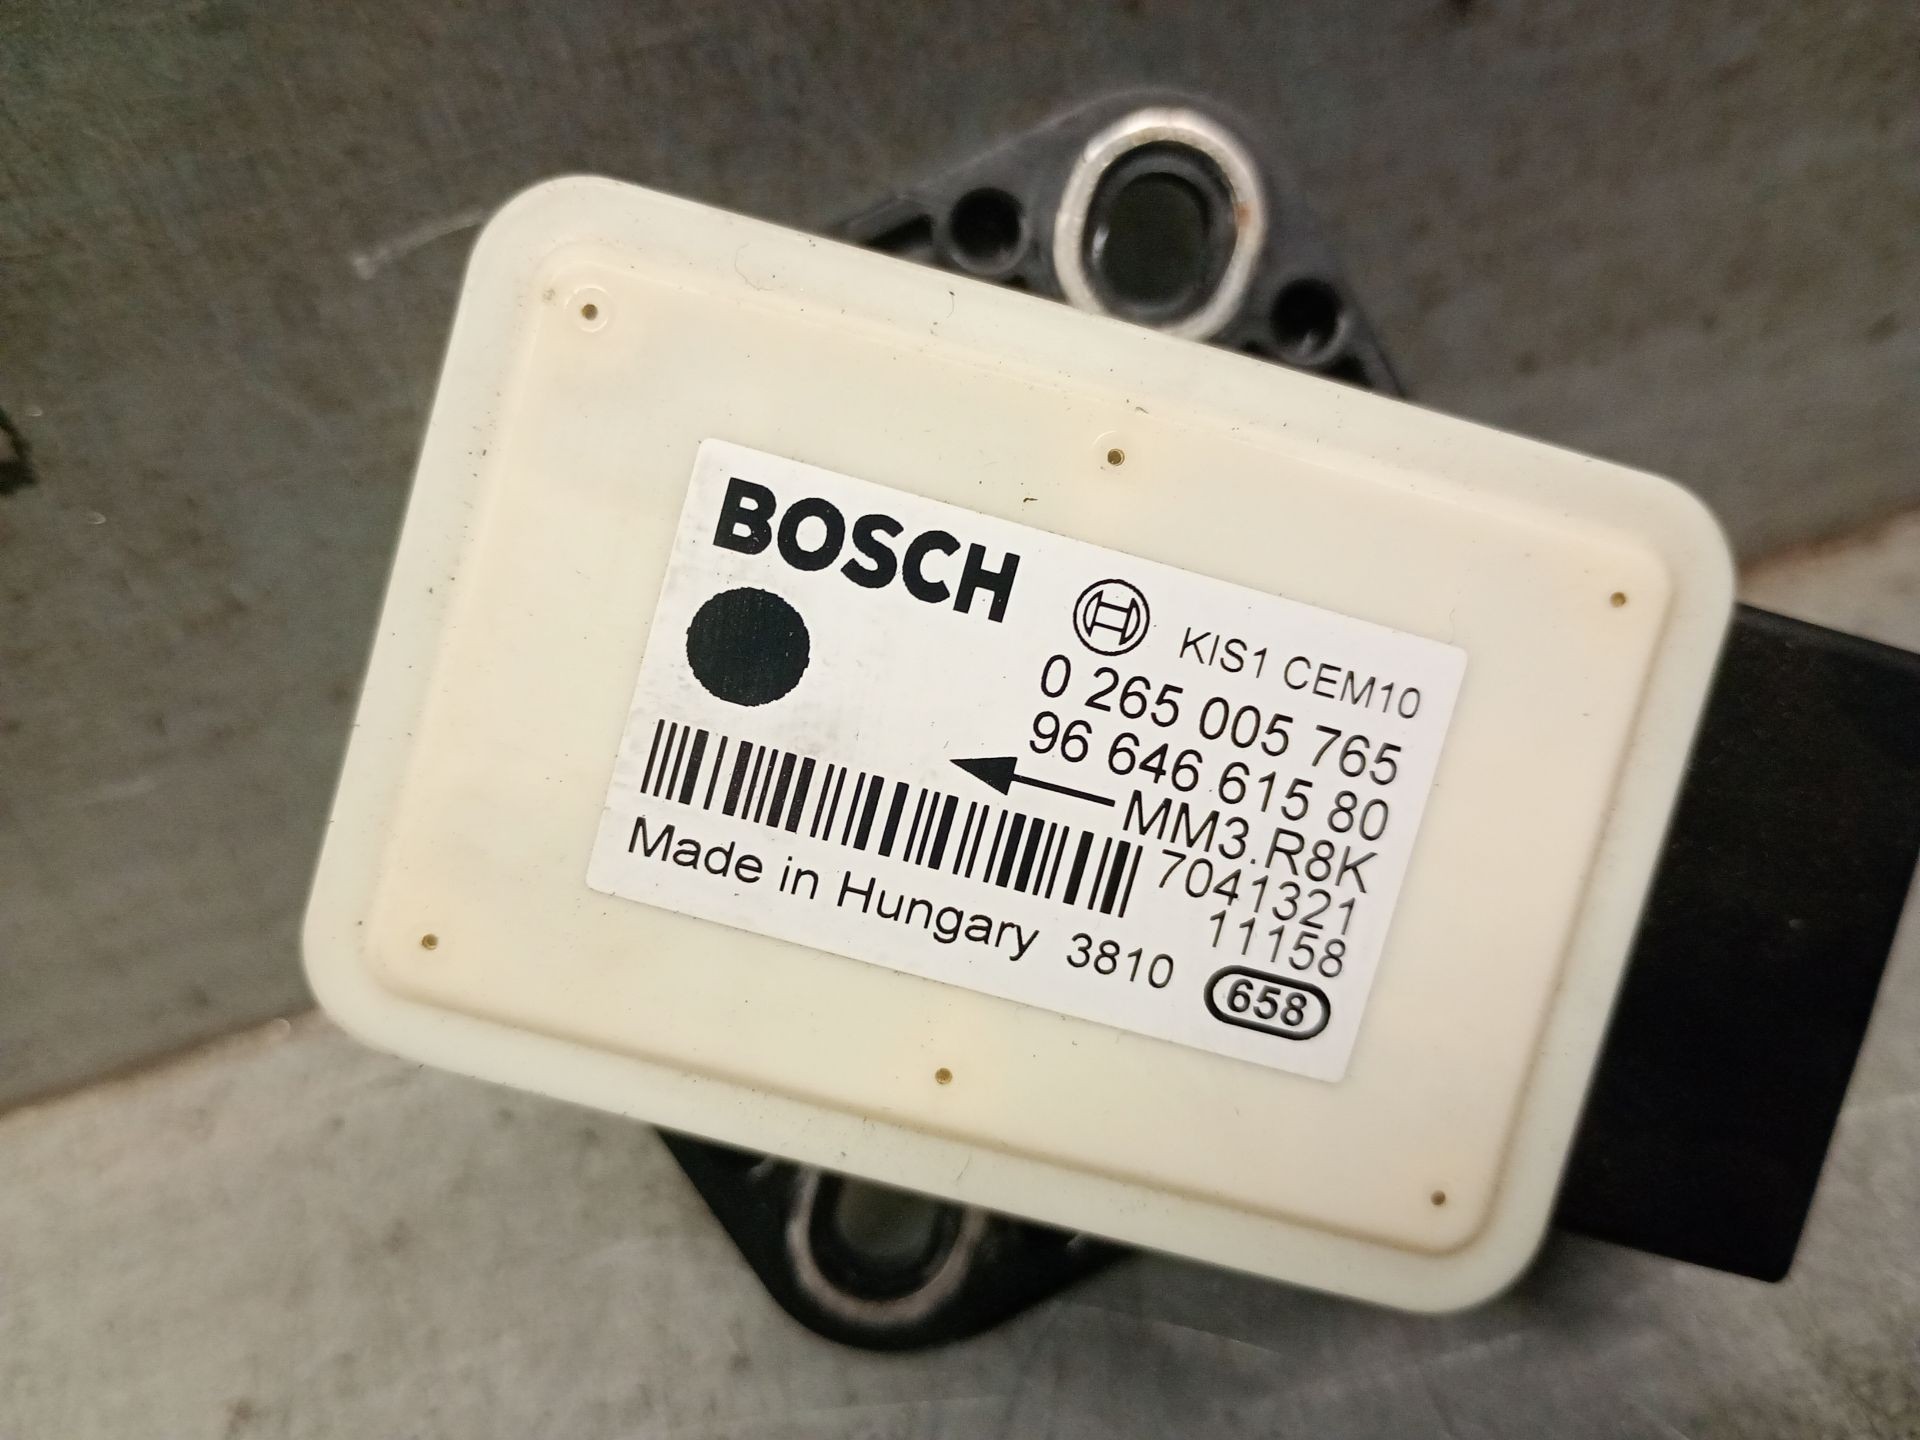 BOSCH
KIS1 CEM10
0 265 005 765
96 646 615 80
MM3.R8K
7041321
11158
Made in Hungary 3810
658